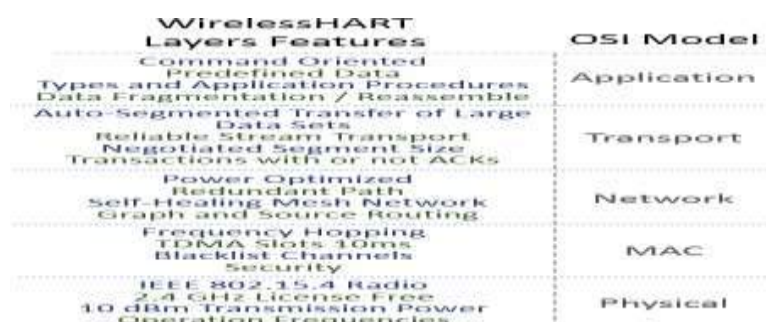 WirelessHART
Layers Features
OSI Model
Command Oriented
Predefined Data
Types and Application Procedures
Data Fragmentation / Reassemble
Application
Auto-Segmented Transfer of Large
Data Sets
Reliable Stream Transport
Negotiated Segment Size
Transactions with or not ACKs
Transport
Power Optimized
Redundant Path
Self-Healing Mesh Network
Graph and Source Routing
Network
Frequency Hopping
TDMA Slots 10ms
Blacklist Channels
Security
MAC
IEEE 802.15.4 Radio
2.4 GHz License Free
10 dBm Transmission Power
Operation Frequencies
Physical